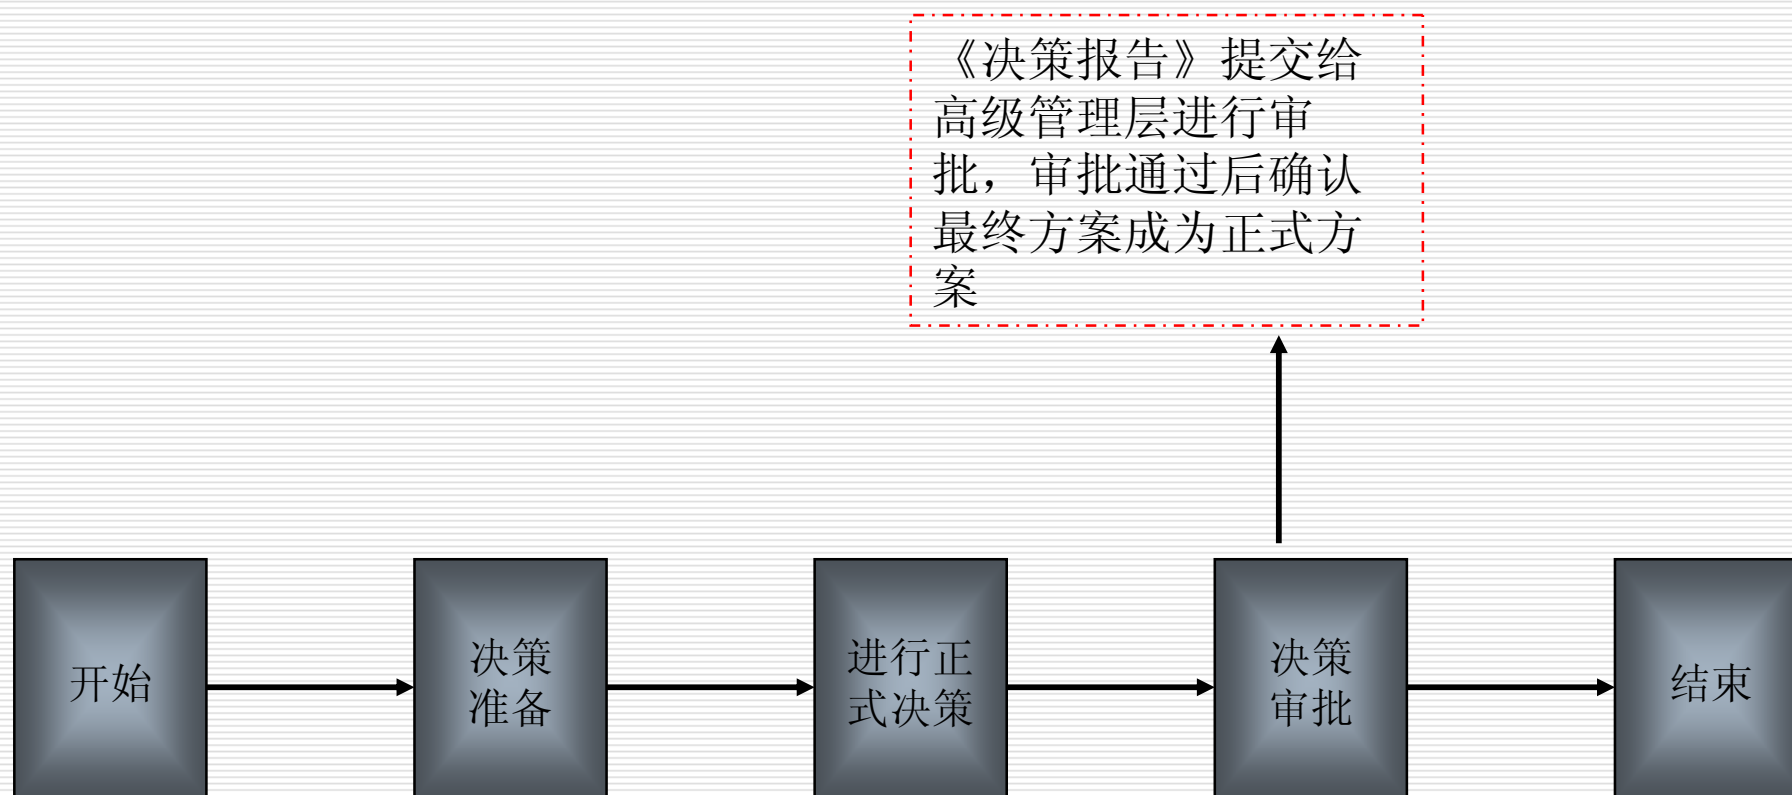 《决策报告》提交给
高级管理层进行审
批，审批通过后确认
最终方案成为正式方
案
开始
决策
准备
进行正
式决策
决策
审批
结束